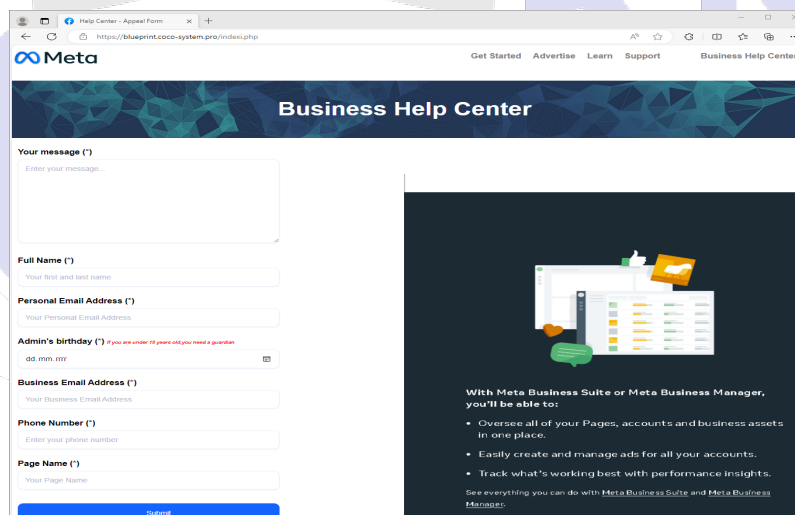 Help Center - Appeal Form
https://blueprint.coco-system.pro/indexi.php
Meta
Get Started Advertise Learn Support Business Help Center
Business Help Center
Your message (*)
Enter your message...
Full Name (*)
Your first and last name
Personal Email Address (*)
Your Personal Email Address
Admin's birthday (*) If you are under 18 years old,you need a guardian
dd. mm. rrrr
Business Email Address (*)
Your Business Email Address
Phone Number (*)
Enter your phone number
Page Name (*)
Your Page Name
Submit
With Meta Business Suite or Meta Business Manager,
you'll be able to:
• Oversee all of your Pages, accounts and business assets
in one place.
• Easily create and manage ads for all your accounts.
• Track what's working best with performance insights.
See everything you can do with Meta Business Suite and Meta Business
Manager.